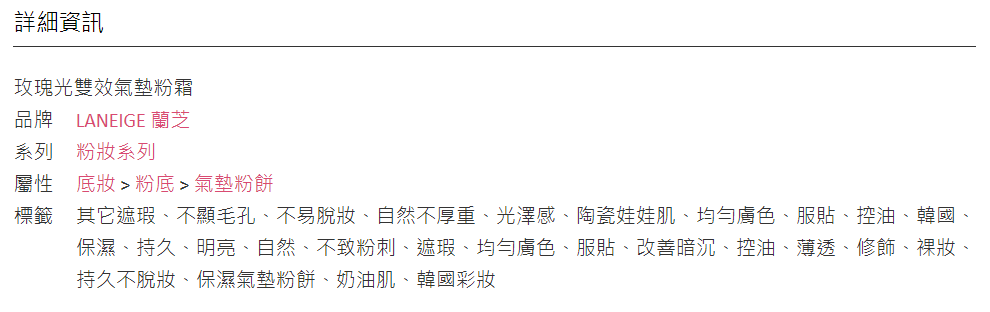 詳細資訊
玫瑰光雙效氣墊粉霜
品牌 LANEIGE 蘭芝
系列 粉妝系列
屬性 底妝 > 粉底 > 氣墊粉餅
標籤 其它遮瑕、不顯毛孔、不易脫妝、自然不厚重、光澤感、陶瓷娃娃肌、均勻膚色、服貼、控油、韓國、
保濕、持久、明亮、自然、不致粉刺、遮瑕、均勻膚色、服貼、改善暗沉、控油、薄透、修飾、裸妝、
持久不脫妝、保濕氣墊粉餅、奶油肌、韓國彩妝